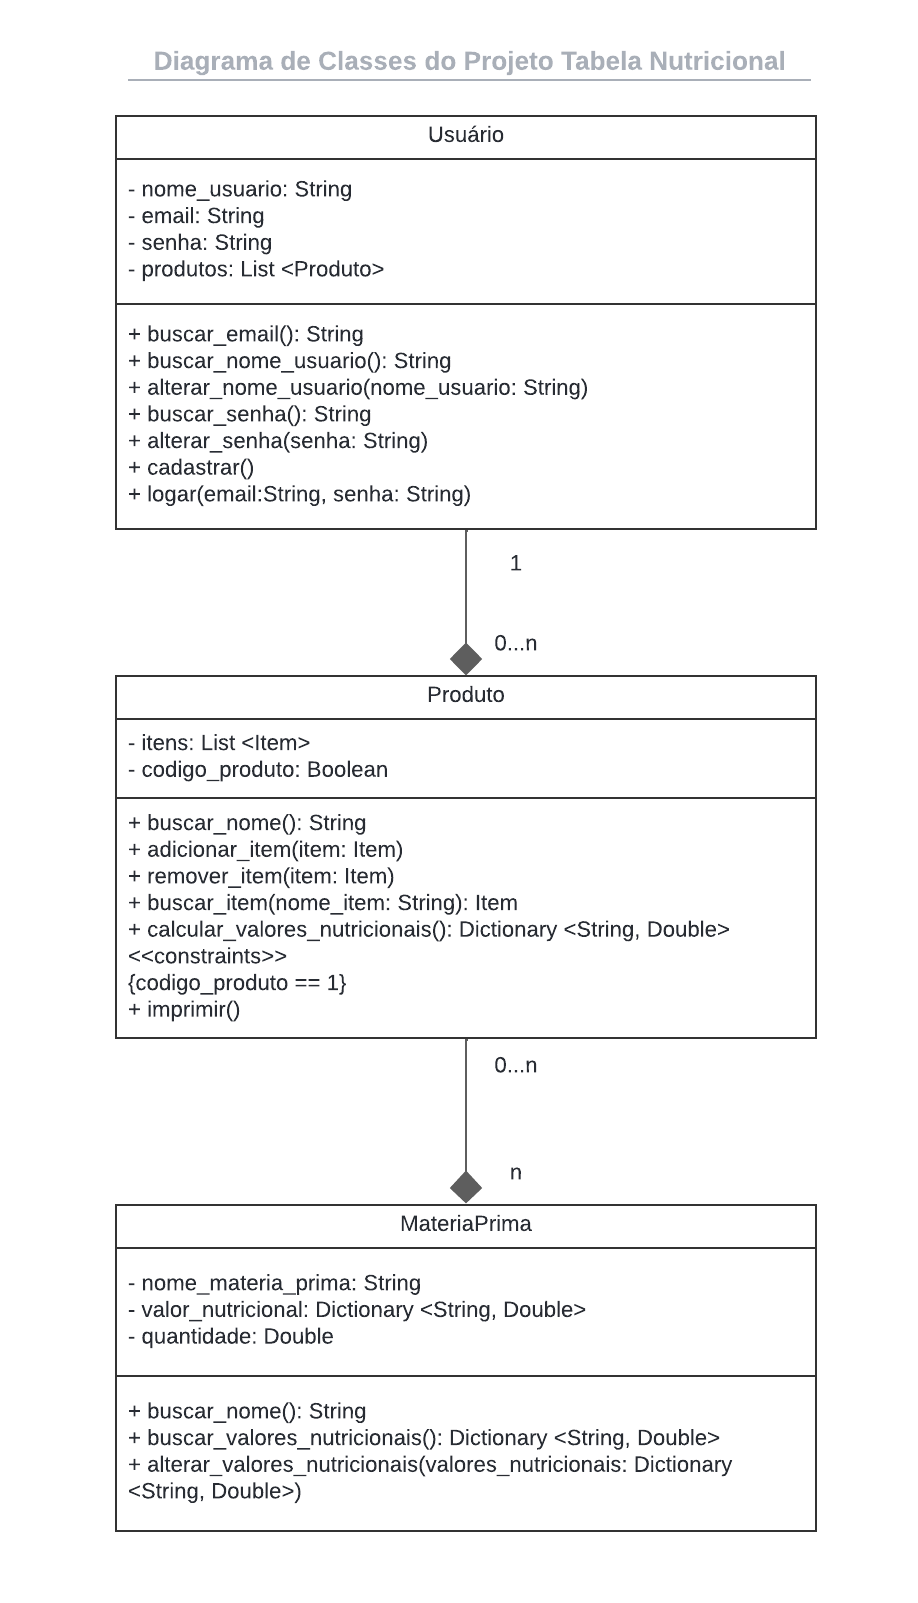 Diagrama de Classes do Projeto Tabela Nutricional
Usuário
- nome_usuario: String
- email: String
- senha: String
- produtos: List <Produto>
+ buscar_email(): String
+ buscar_nome_usuario(): String
+ alterar_nome_usuario(nome_usuario: String)
+ buscar_senha(): String
+ alterar_senha(senha: String)
+ cadastrar()
+ logar(email:String, senha: String)
1
0...n
Produto
- itens: List <Item>
- codigo_produto: Boolean
+ buscar_nome(): String
+ adicionar_item(item: Item)
+ remover_item(item: Item)
+ buscar_item(nome_item: String): Item
+ calcular_valores_nutricionais(): Dictionary <String, Double>
<<constraints>>
{codigo_produto == 1}
+ imprimir()
0...n
n
MateriaPrima
- nome_materia_prima: String
- valor_nutricional: Dictionary <String, Double>
- quantidade: Double
+ buscar_nome(): String
+ buscar_valores_nutricionais(): Dictionary <String, Double>
+ alterar_valores_nutricionais(valores_nutricionais: Dictionary
<String, Double>)